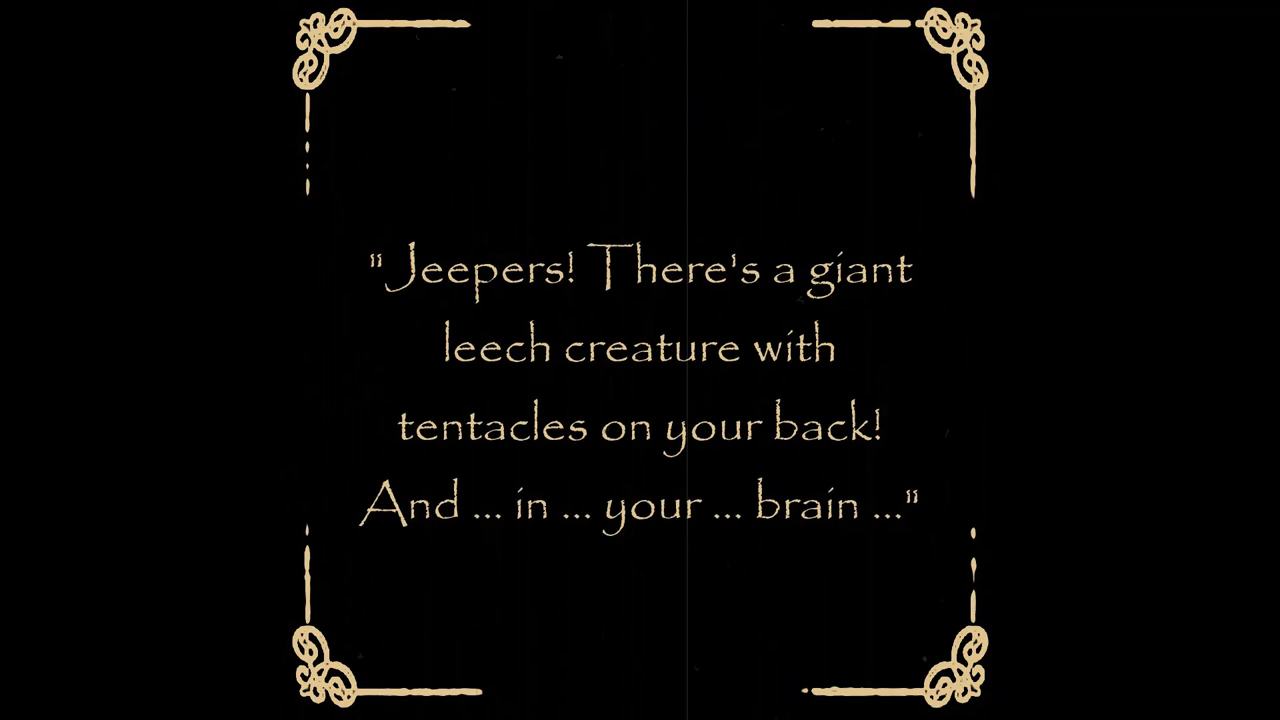 "Jeepers! There's a giant
leech creature with
tentacles on your back!
And ... in ... your ... brain ..."